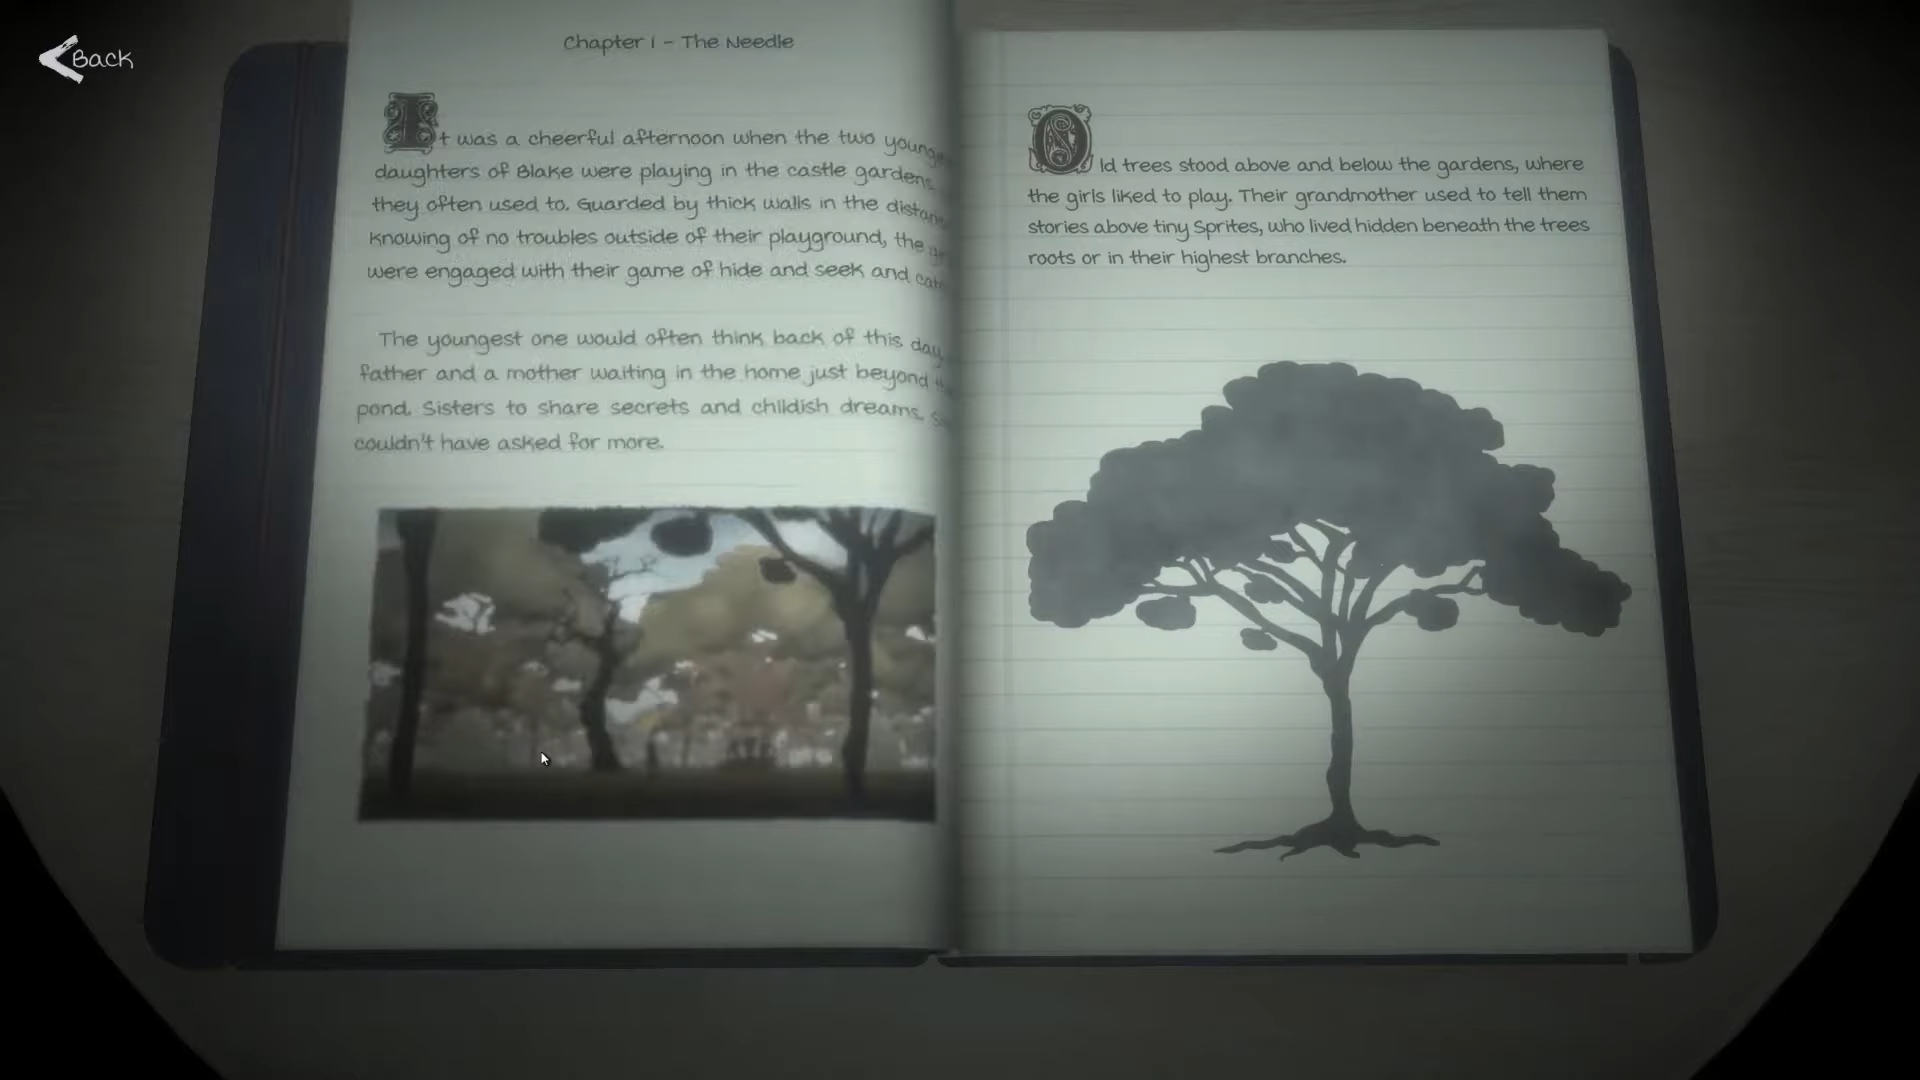 Back
Chapter 1 - The Needle
It was a cheerful afternoon when the two
daughters of Blake were playing in the castle gardens
they often used to. Guarded by thick walls in the
Knowing of no troubles outside of their playground, the
were engaged with their game of hide and seek and
The youngest one would often think back of this day
father and a mother waiting in the home just beyond
pond. Sisters to share secrets and childish dreams.
couldn't have asked for more.
Old trees stood above and below the gardens, where
the girls liked to play. Their grandmother used to tell them
stories above tiny Sprites, who lived hidden beneath the trees
roots or in their highest branches.